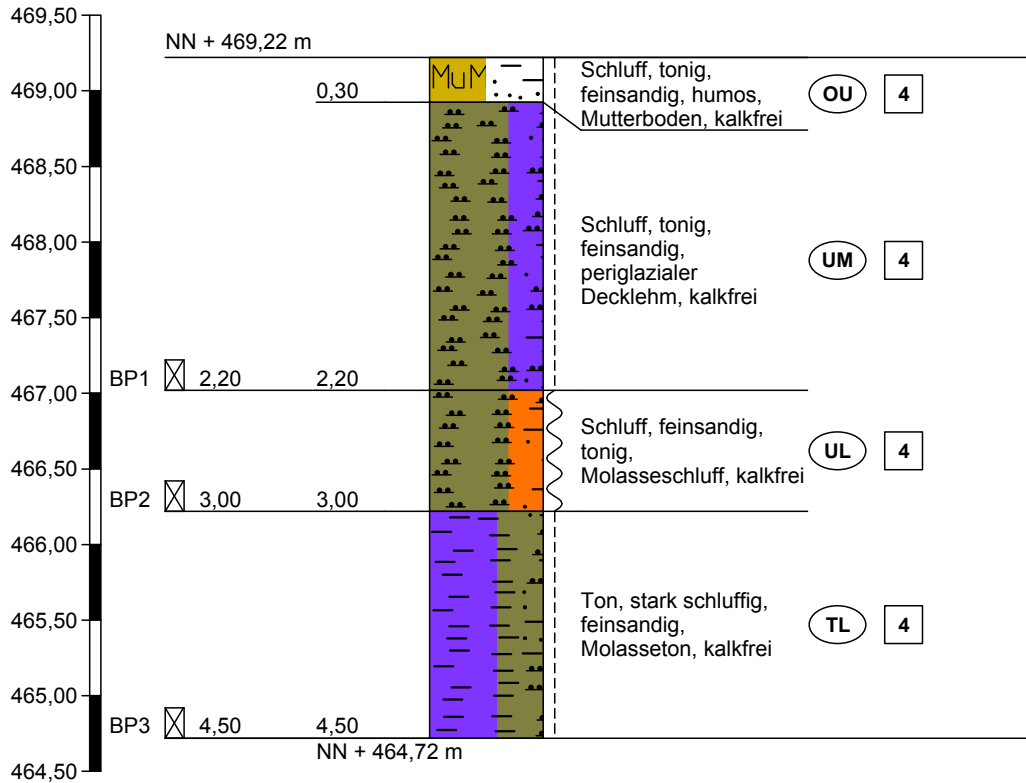 469,50
NN + 469,22 m
MuM
Schluff, tonig,
feinsandig, humos,
Mutterboden, kalkfrei
OU
4
469,00
0,30
468,50
468,00
Schluff, tonig,
feinsandig,
periglazialer
Decklehm, kalkfrei
UM
4
467,50
467,00
BP1
2,20
2,20
Schluff, feinsandig,
tonig,
Molasseschluff, kalkfrei
UL
4
466,50
BP2
3,00
3,00
466,00
465,50
Ton, stark schluffig,
feinsandig,
Molasseton, kalkfrei
TL
4
465,00
BP3
4,50
4,50
NN + 464,72 m
464,50